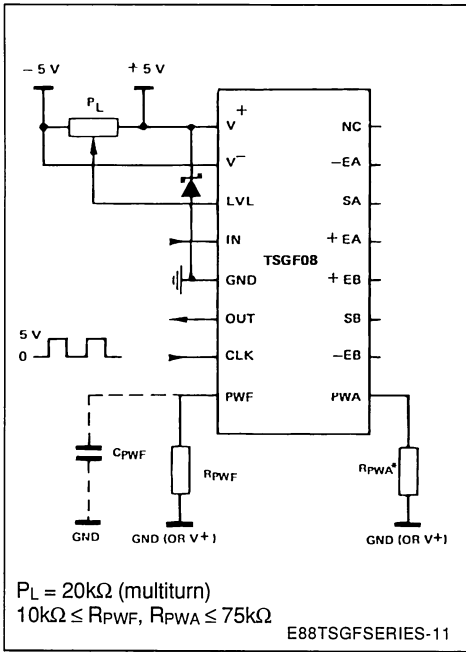 − 5 V
+ 5 V
P_L
V+
NC
V−
−EA
LVL
SA
IN
+ EA
TSGF08
GND
+ EB
OUT
SB
5 V
0
CLK
−EB
PWF
PWA
CPWF
RPWF
RPWA*
GND
GND (OR V+)
GND (OR V+)
PL = 20kΩ (multiturn)
10kΩ ≤ RPWF, RPWA ≤ 75kΩ
E88TSGFSERIES-11